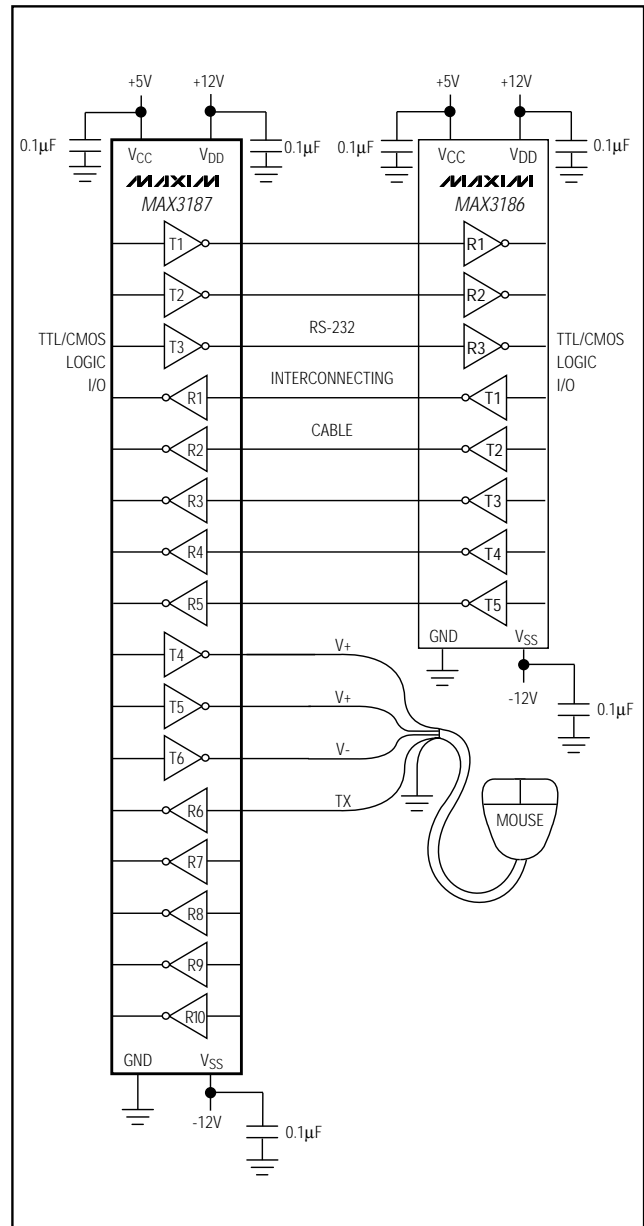 +5V +12V +5V +12V
0.1µF 0.1µF 0.1µF 0.1µF
VCC VDD VCC VDD
MAXIM MAXIM
MAX3187 MAX3186
T1 R1
T2 R2
RS-232
T3 R3
TTL/CMOS LOGIC I/O
TTL/CMOS LOGIC I/O
INTERCONNECTING
R1 T1
CABLE
R2 T2
R3 T3
R4 T4
R5 T5
GND VSS
T4 V+
-12V
0.1µF
T5 V+
T6 V-
R6 TX
MOUSE
R7
R8
R9
R10
GND VSS
-12V
0.1µF